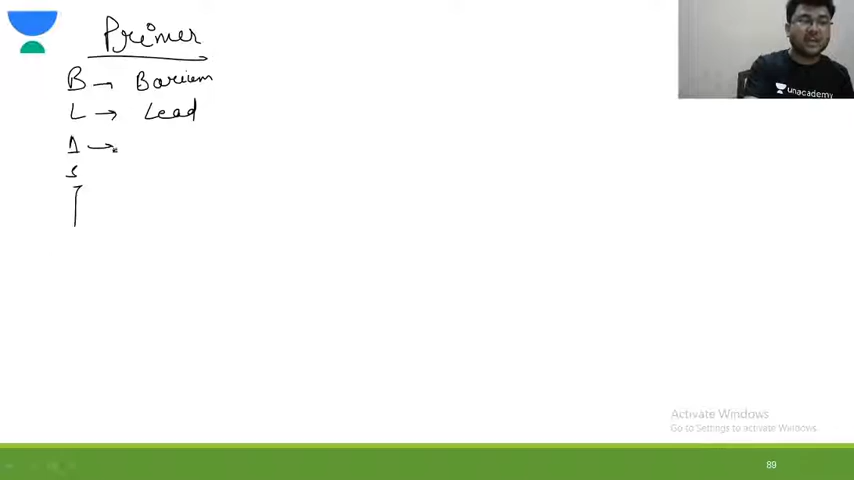 Primer
B → Barium
L → Lead
A →
S
T
unacademy
Activate Windows
Go to Settings to activate Windows.
89